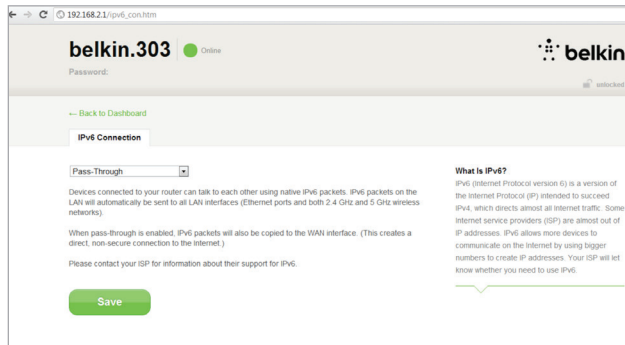 192.168.2.1/ipv6_con.htm
belkin.303
Online
Password:
belkin
unlocked
← Back to Dashboard
IPv6 Connection
Pass-Through
Devices connected to your router can talk to each other using native IPv6 packets. IPv6 packets on the
LAN will automatically be sent to all LAN interfaces (Ethernet ports and both 2.4 GHz and 5 GHz wireless
networks).
When pass-through is enabled, IPv6 packets will also be copied to the WAN interface. (This creates a
direct, non-secure connection to the Internet.)
Please contact your ISP for information about their support for IPv6.
Save
What Is IPv6?
IPv6 (Internet Protocol version 6) is a version of
the Internet Protocol (IP) intended to succeed
IPv4, which directs almost all Internet traffic. Some
Internet service providers (ISP) are almost out of
IP addresses. IPv6 allows more devices to
communicate on the Internet by using bigger
numbers to create IP addresses. Your ISP will let
know whether you need to use IPv6.